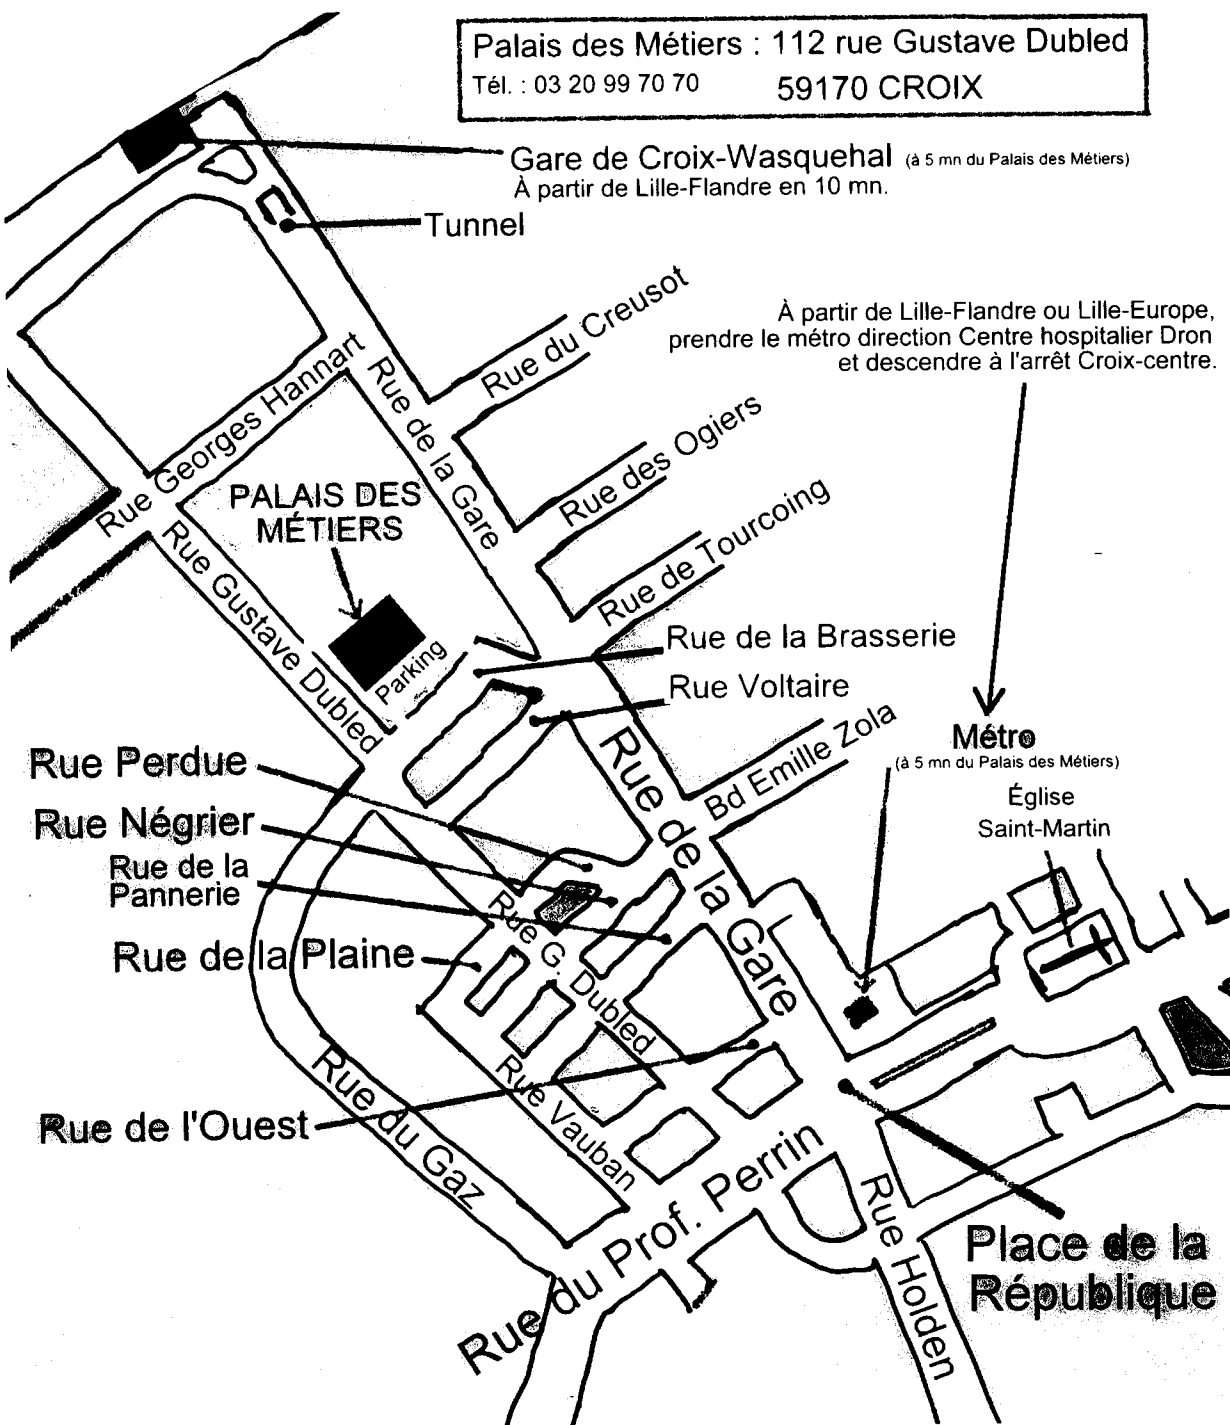 Palais des Métiers : 112 rue Gustave Dubled
Tél. : 03 20 99 70 70 59170 CROIX
Gare de Croix-Wasquehal (à 5 mn du Palais des Métiers)
À partir de Lille-Flandre en 10 mn.
Tunnel
À partir de Lille-Flandre ou Lille-Europe,
prendre le métro direction Centre hospitalier Dron
et descendre à l'arrêt Croix-centre.
Rue du Creusot
Rue Georges Hannart
Rue de la Gare
Rue des Ogiers
PALAIS DES
MÉTIERS
Rue de Tourcoing
Rue Gustave Dubled
Parking
Rue de la Brasserie
Rue Voltaire
Rue Perdue
Rue Négrier
Rue de la
Pannerie
Rue de la Plaine
Rue de la Gare
Bd Emille Zola
Métro
(à 5 mn du Palais des Métiers)
Église
Saint-Martin
Rue G. Dubled
Rue Vauban
Rue du Gaz
Rue de l'Ouest
Rue du Prof. Perrin
Rue Holden
Place de la
République